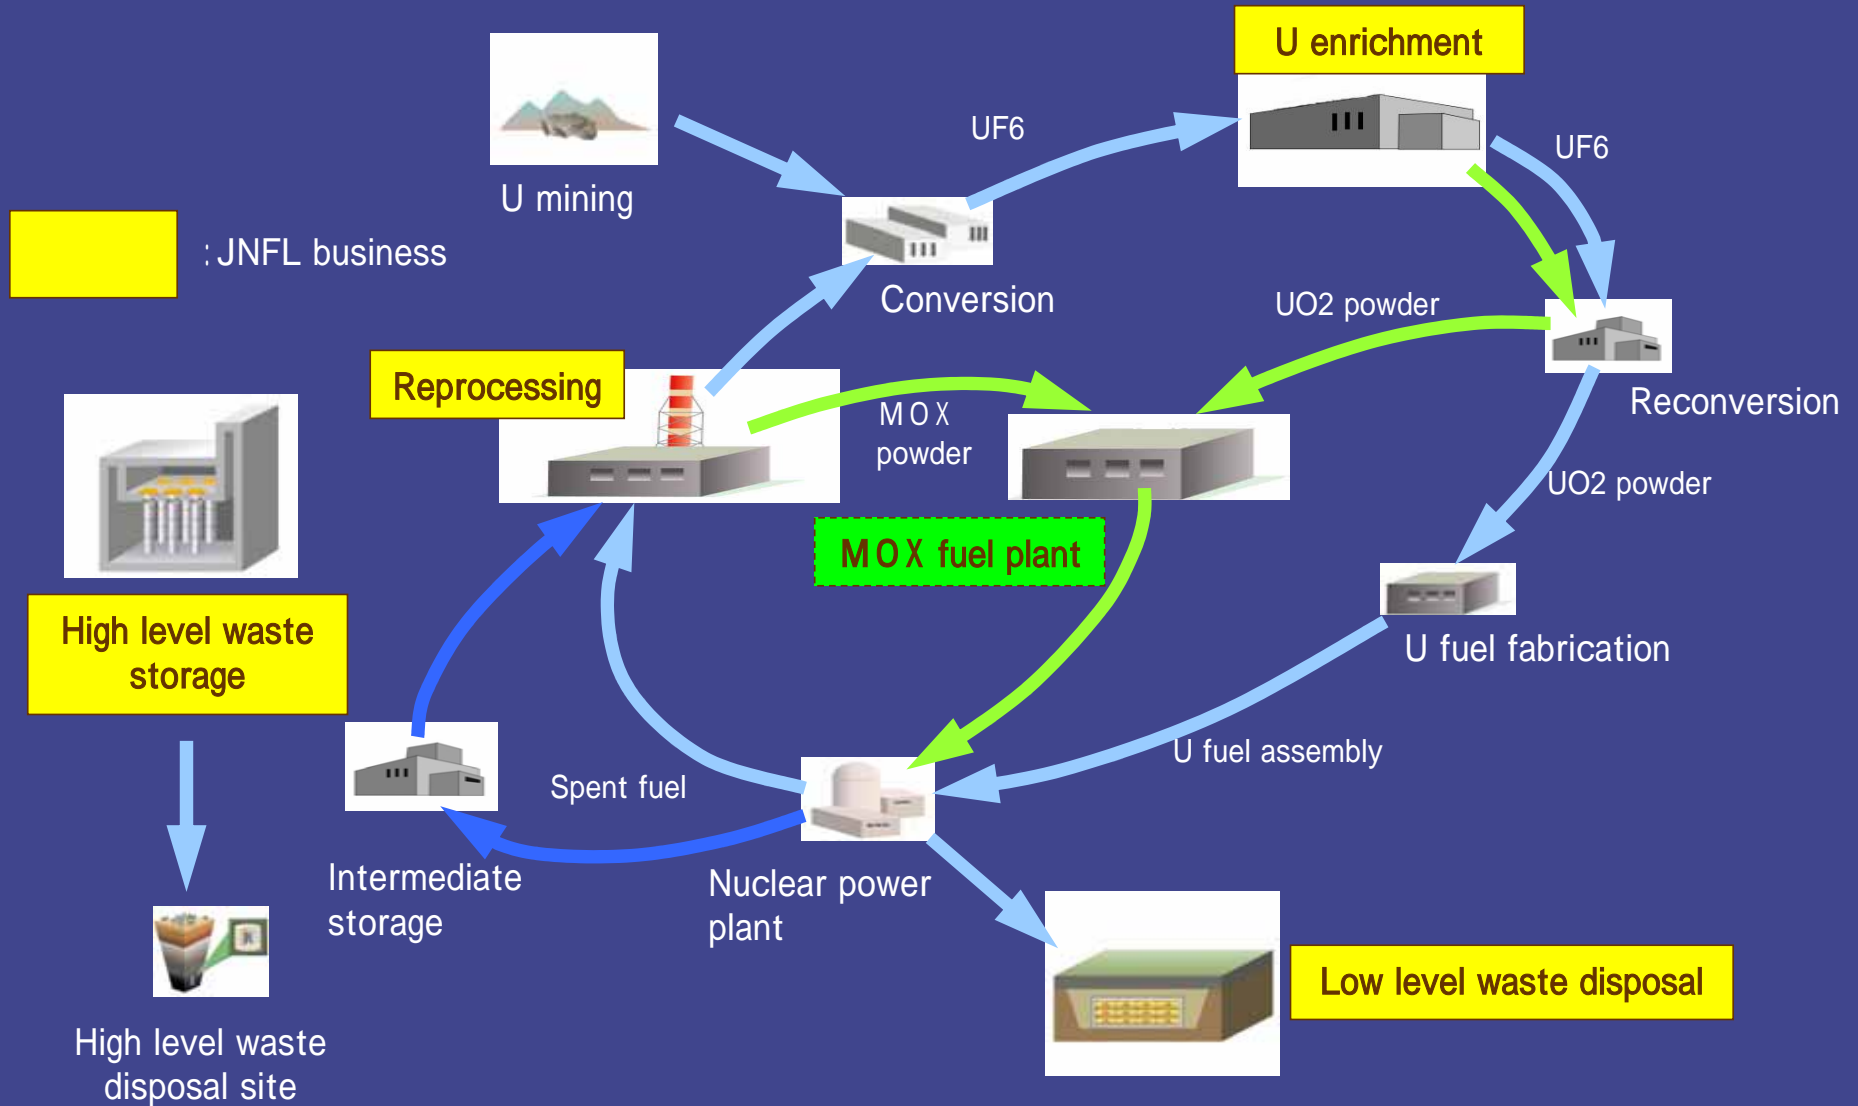 U enrichment
UF6
UF6
U mining
: JNFL business
Conversion
UO2 powder
Reprocessing
MOX
powder
Reconversion
UO2 powder
MOX fuel plant
High level waste
storage
U fuel fabrication
U fuel assembly
Spent fuel
Intermediate
storage
Nuclear power
plant
Low level waste disposal
High level waste
disposal site